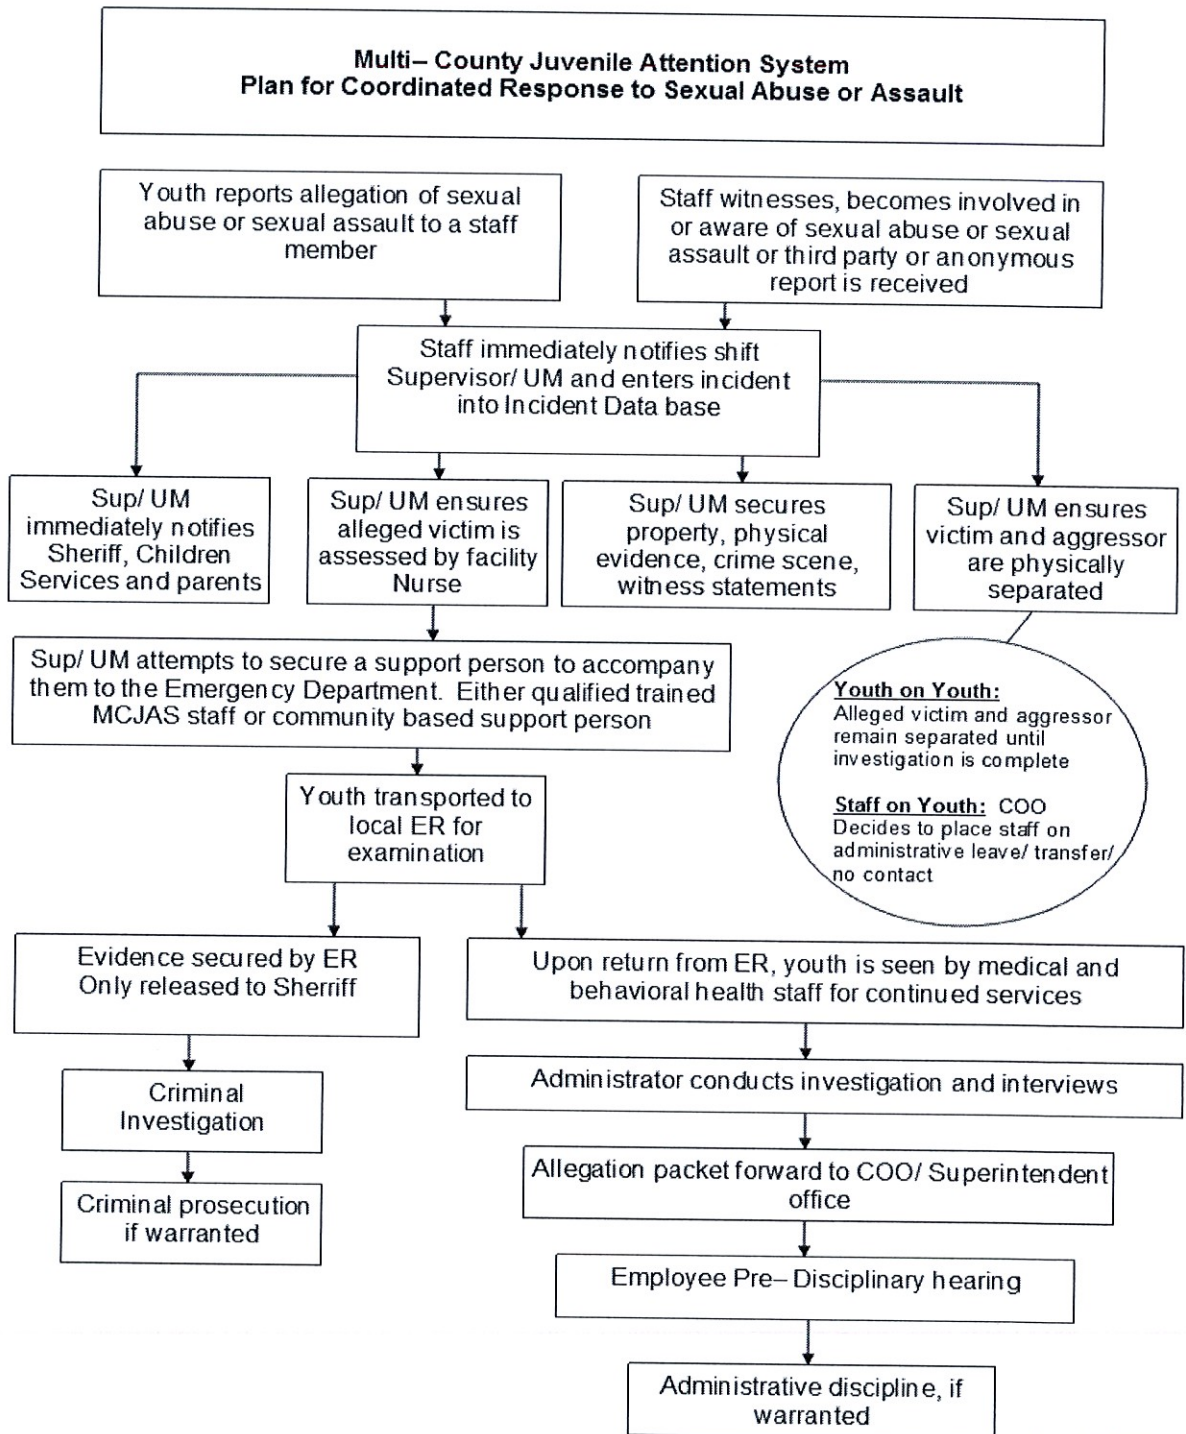 Multi– County Juvenile Attention System
Plan for Coordinated Response to Sexual Abuse or Assault
Youth reports allegation of sexual
abuse or sexual assault to a staff
member
Staff witnesses, becomes involved in
or aware of sexual abuse or sexual
assault or third party or anonymous
report is received
Staff immediately notifies shift
Supervisor/ UM and enters incident
into Incident Data base
Sup/ UM
immediately notifies
Sheriff, Children
Services and parents
Sup/ UM ensures
alleged victim is
assessed by facility
Nurse
Sup/ UM secures
property, physical
evidence, crime scene,
witness statements
Sup/ UM ensures
victim and aggressor
are physically
separated
Sup/ UM attempts to secure a support person to accompany
them to the Emergency Department.  Either qualified trained
MCJAS staff or community based support person
Youth on Youth:
Alleged victim and aggressor
remain separated until
investigation is complete
Staff on Youth:  COO
Decides to place staff on
administrative leave/ transfer/
no contact
Youth transported to
local ER for
examination
Evidence secured by ER
Only released to Sherriff
Upon return from ER, youth is seen by medical and
behavioral health staff for continued services
Criminal
Investigation
Administrator conducts investigation and interviews
Criminal prosecution
if warranted
Allegation packet forward to COO/ Superintendent
office
Employee Pre– Disciplinary hearing
Administrative discipline, if
warranted